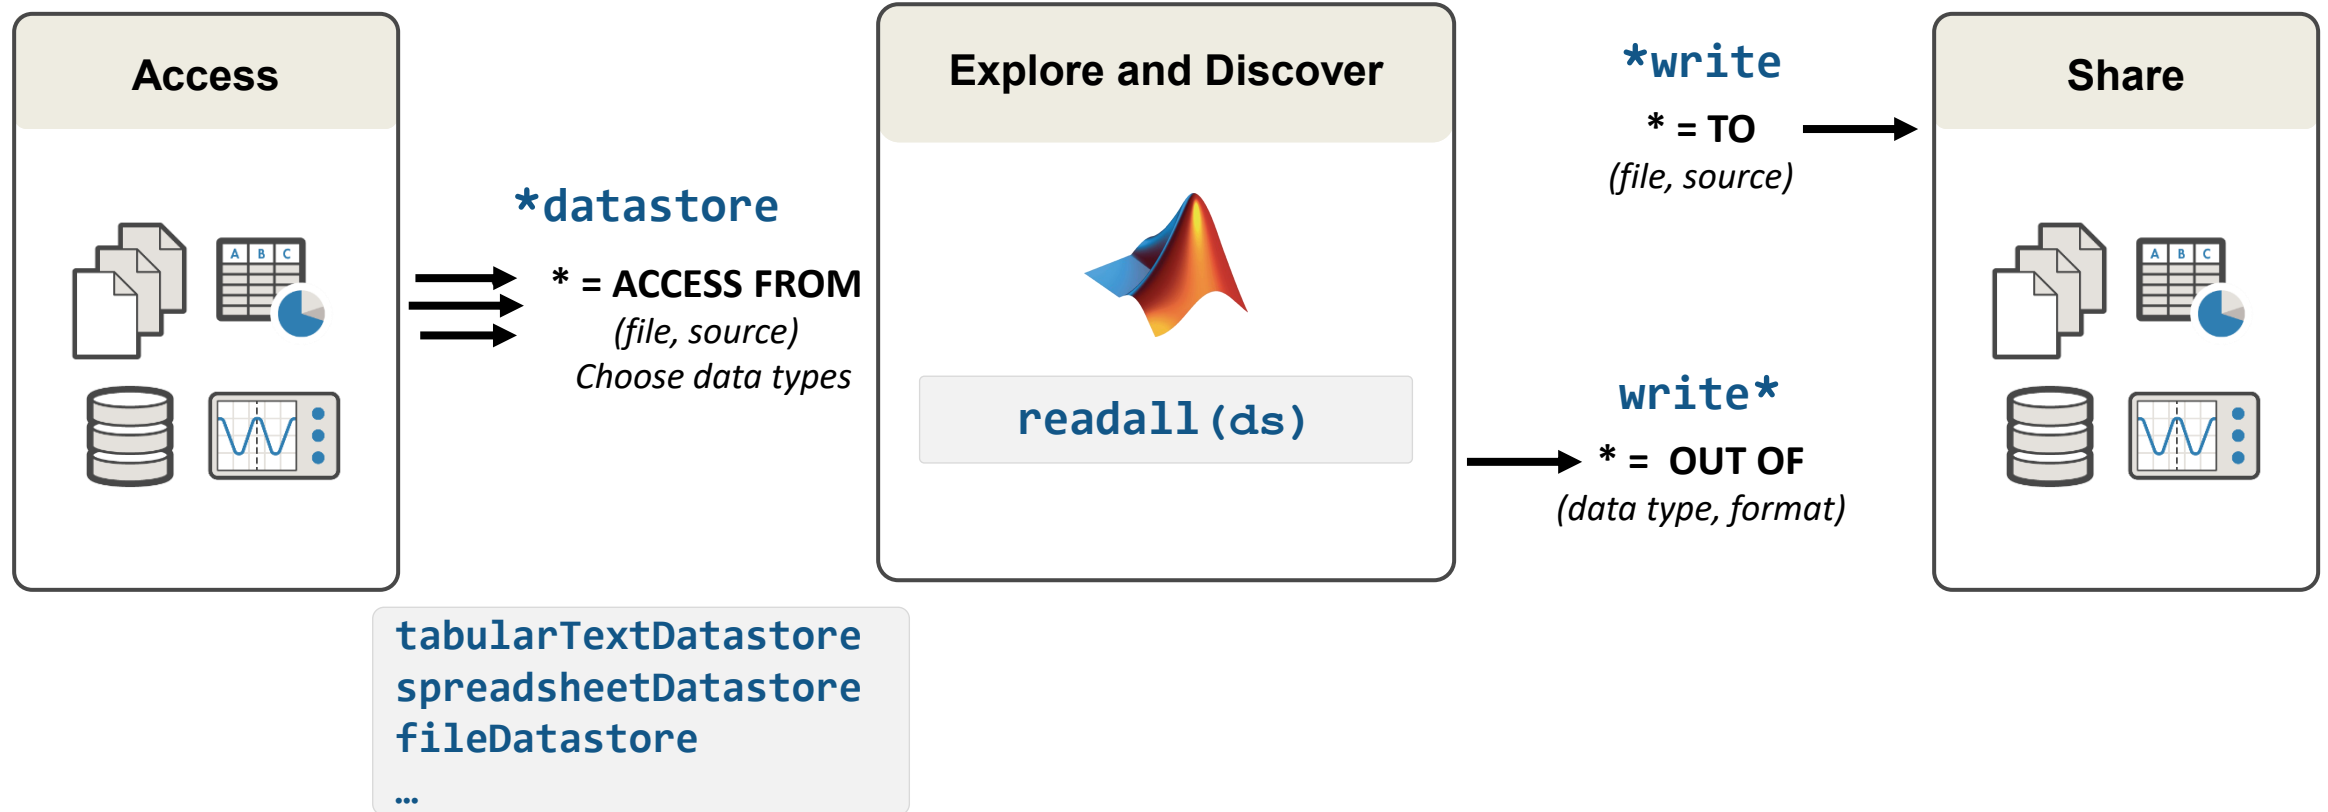 Access
A B C
*datastore
* = ACCESS FROM
(file, source)
Choose data types
tabularTextDatastore
spreadsheetDatastore
fileDatastore
…
Explore and Discover
readall(ds)
*write
* = TO
(file, source)
write*
* = OUT OF
(data type, format)
Share
A B C